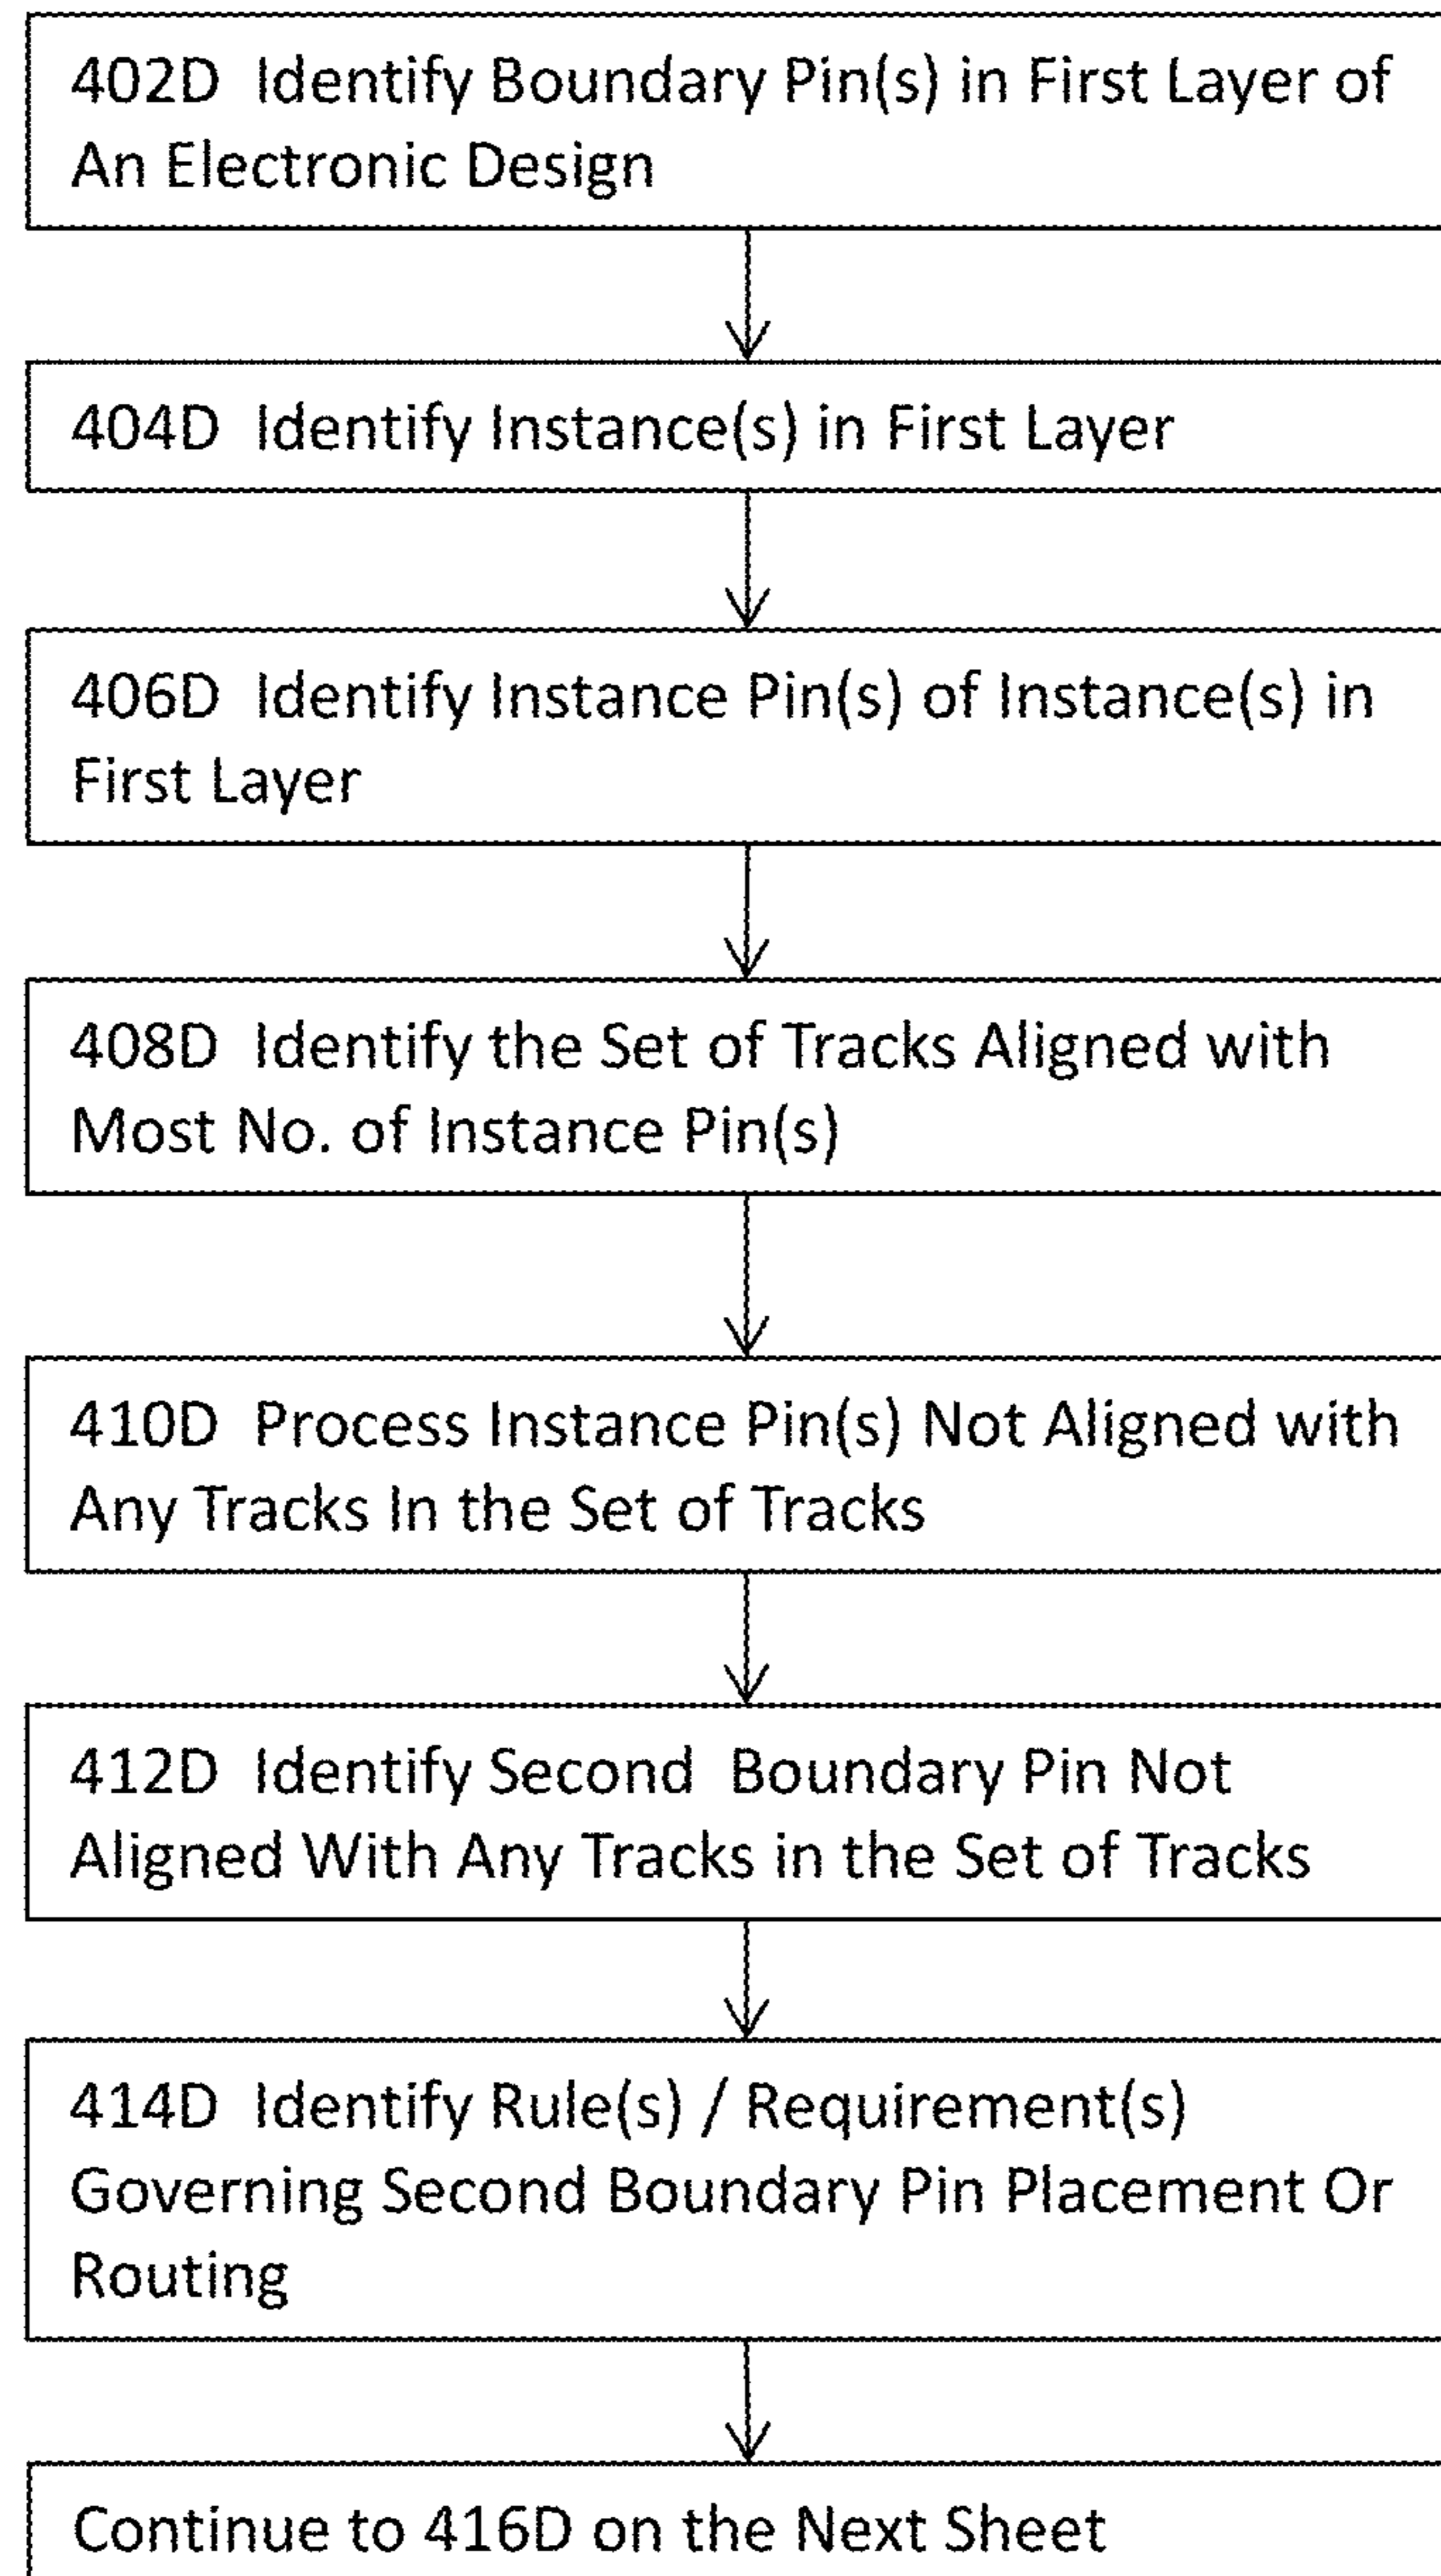 402D Identify Boundary Pin(s) in First Layer of
An Electronic Design
404D Identify Instance(s) in First Layer
406D Identify Instance Pin(s) of Instance(s) in
First Layer
408D Identify the Set of Tracks Aligned with
Most No. of Instance Pin(s)
410D Process Instance Pin(s) Not Aligned with
Any Tracks In the Set of Tracks
412D Identify Second Boundary Pin Not
Aligned With Any Tracks in the Set of Tracks
414D Identify Rule(s) / Requirement(s)
Governing Second Boundary Pin Placement Or
Routing
Continue to 416D on the Next Sheet